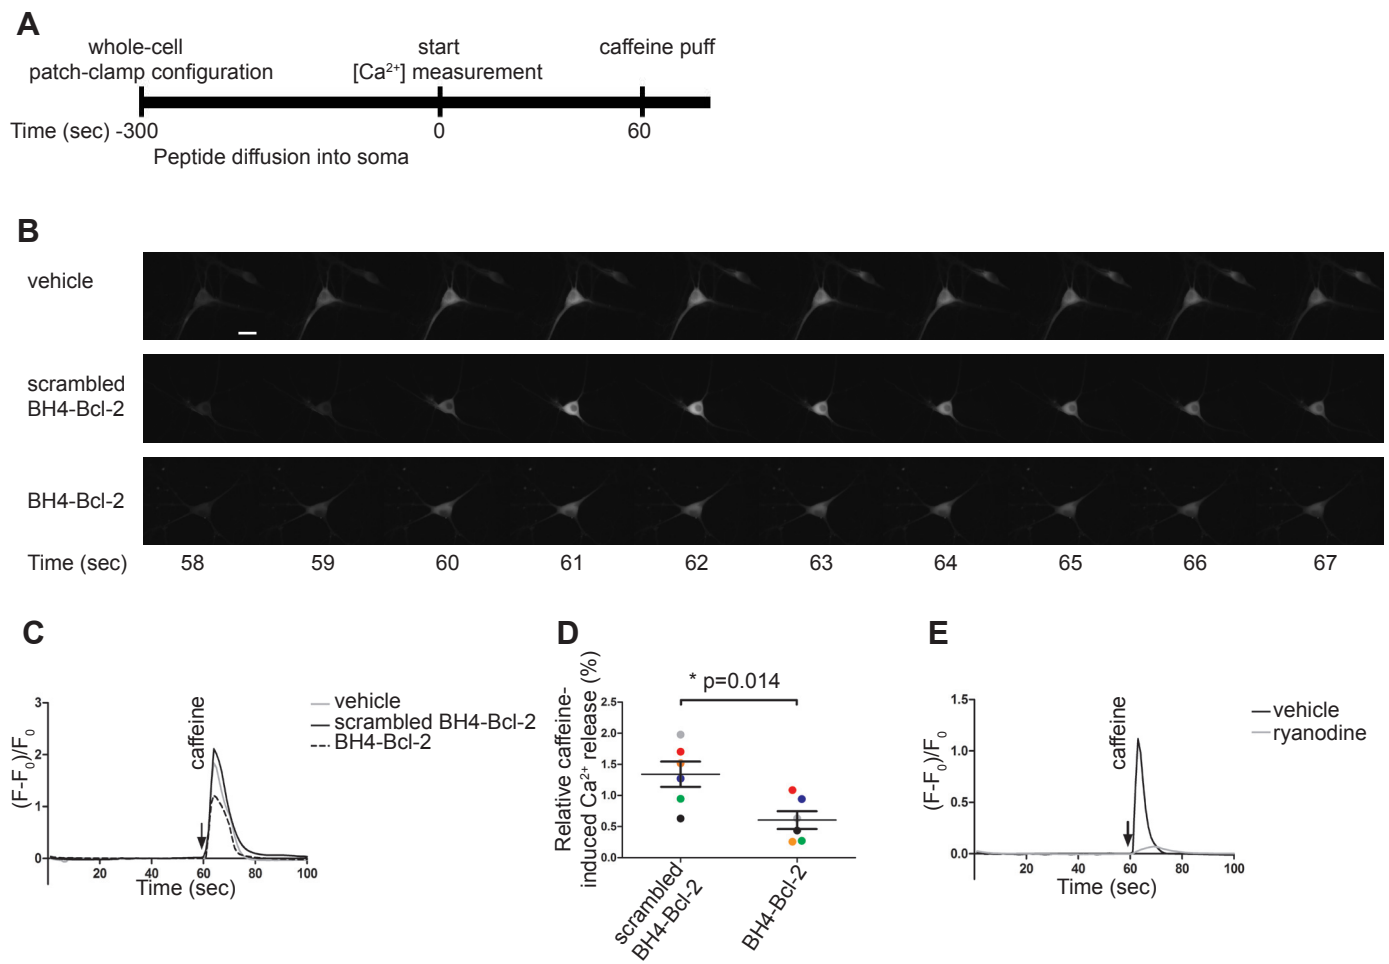 A
whole-cell
patch-clamp configuration
start
[Ca²⁺] measurement
caffeine puff
Time (sec) -300
0
60
Peptide diffusion into soma
B
vehicle
scrambled
BH4-Bcl-2
BH4-Bcl-2
Time (sec)
58
59
60
61
62
63
64
65
66
67
C
(F-F₀)/F₀
3
2
1
0
20
40
60
80
100
Time (sec)
caffeine
vehicle
scrambled BH4-Bcl-2
BH4-Bcl-2
D
Relative caffeine-
induced Ca²⁺ release (%)
* p=0.014
2.5
2.0
1.5
1.0
0.5
0.0
scrambled
BH4-Bcl-2
BH4-Bcl-2
E
(F-F₀)/F₀
1.5
1.0
0.5
0.0
20
40
60
80
100
Time (sec)
caffeine
vehicle
ryanodine